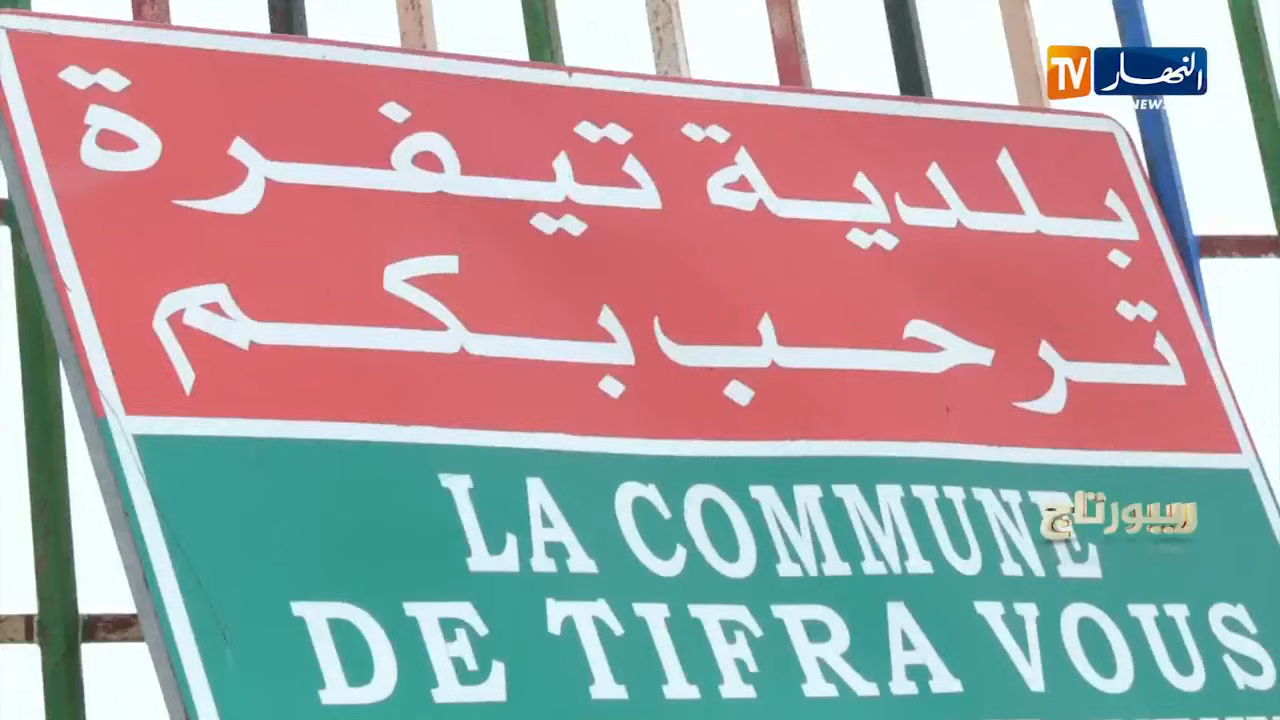 النهار TV
NEWS
بلدية تيفرة
ترحب بكم
LA COMMUNE
ريبورتاج
DE TIFRA VOUS